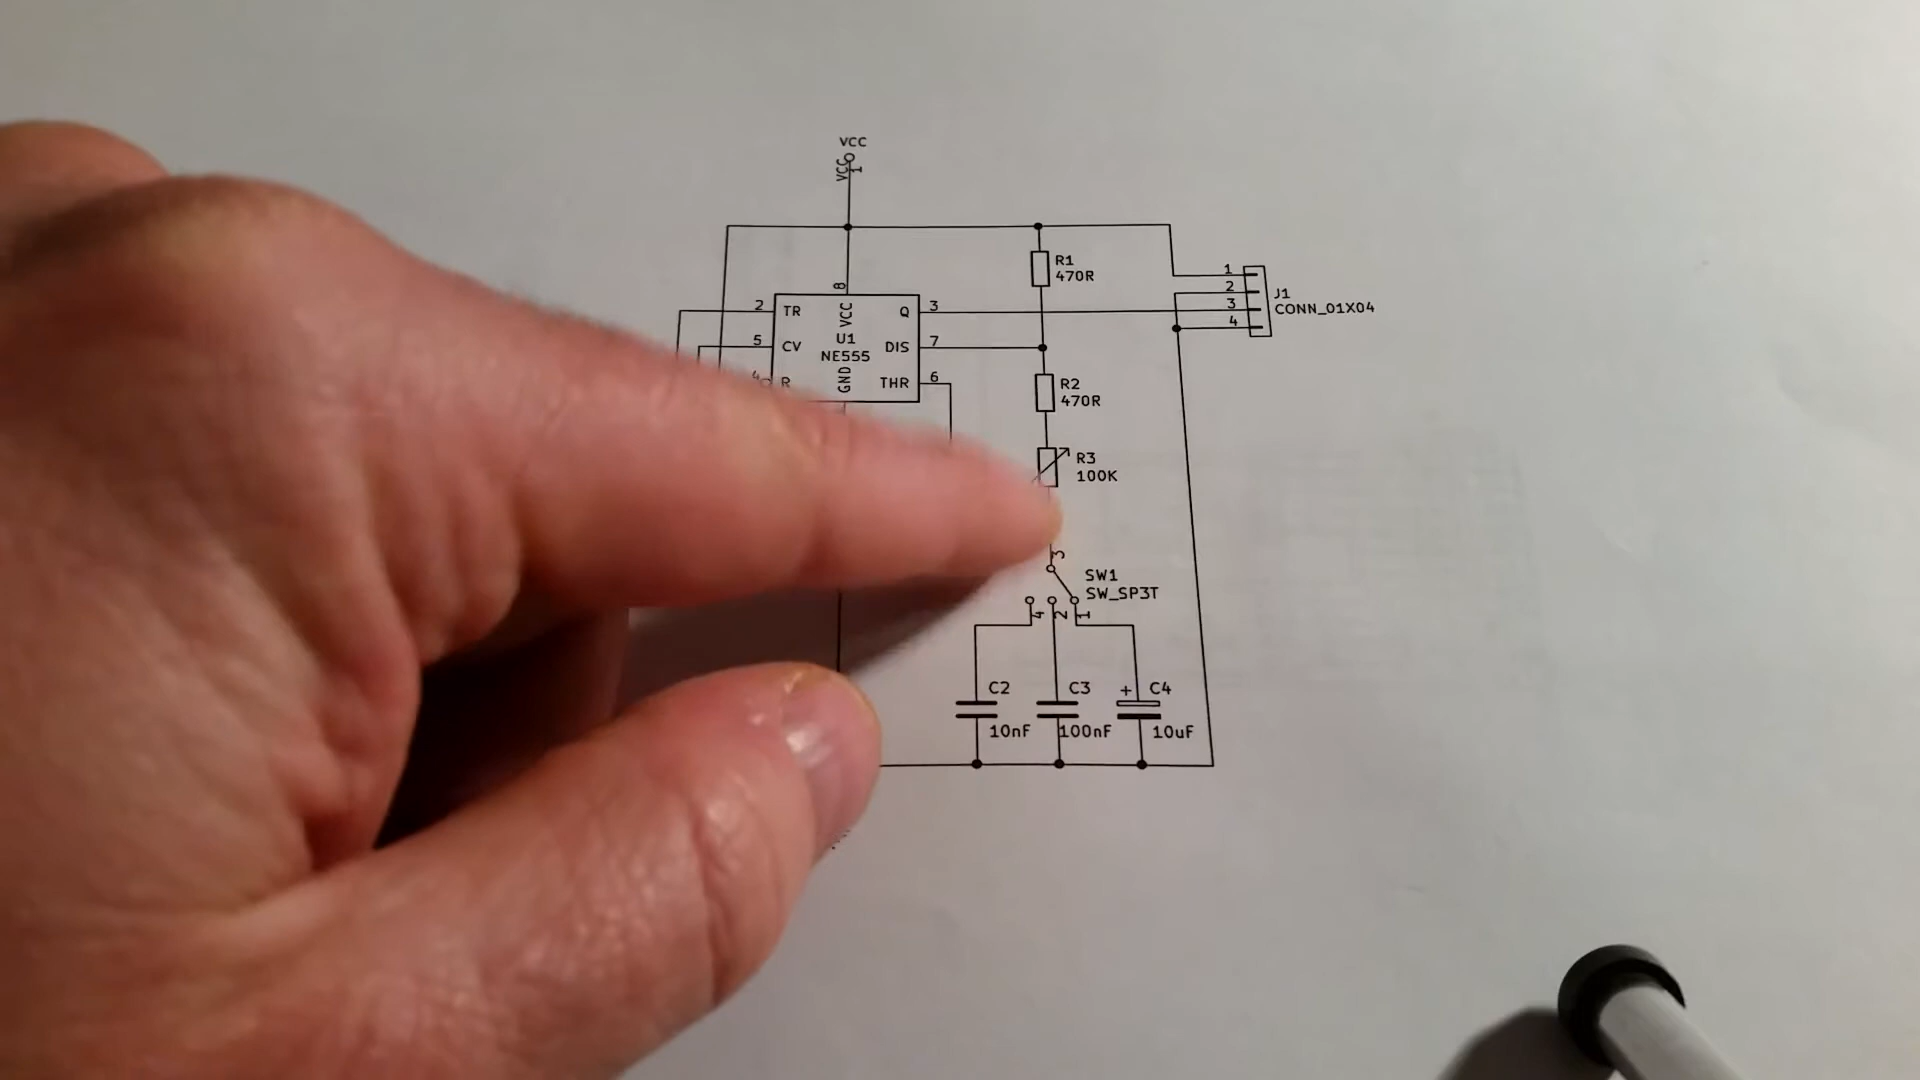 VCC
VCC
1
8
R1
470R
1
2
3
4
J1
CONN_01X04
2
TR
VCC
Q
3
5
CV
U1
NE555
DIS
7
4
R
GND
THR
6
R2
470R
R3
100K
3
SW1
SW_SP3T
4
2
1
C2
10nF
C3
100nF
+
C4
10uF